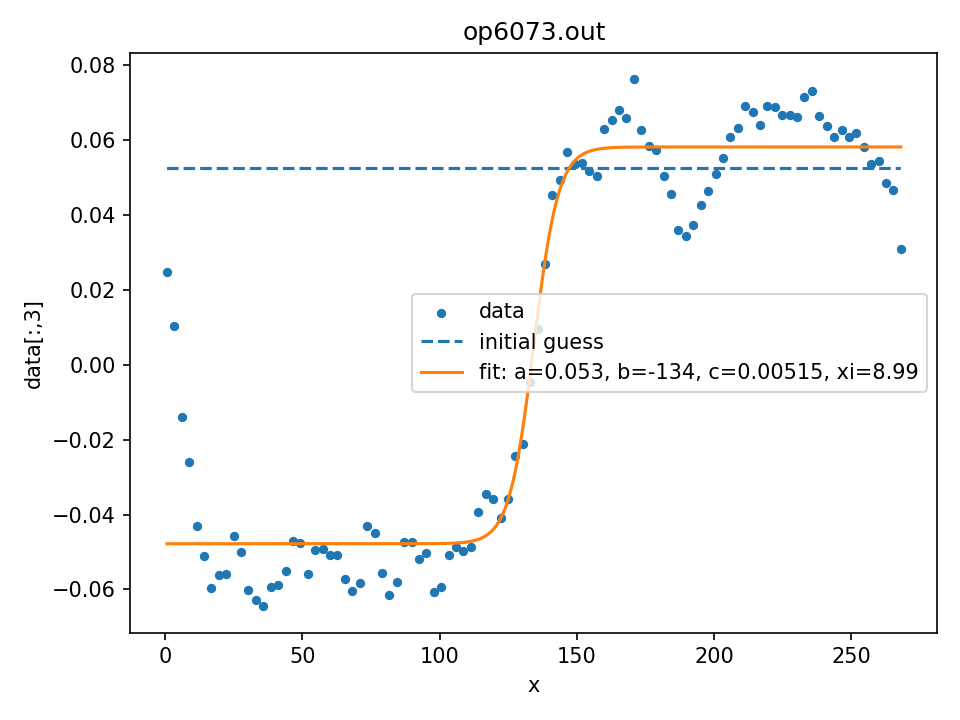 op6073.out
0.08
0.06
0.04
0.02
0.00
−0.02
−0.04
−0.06
data[:,3]
data
initial guess
fit: a=0.053, b=-134, c=0.00515, xi=8.99
0 50 100 150 200 250
x